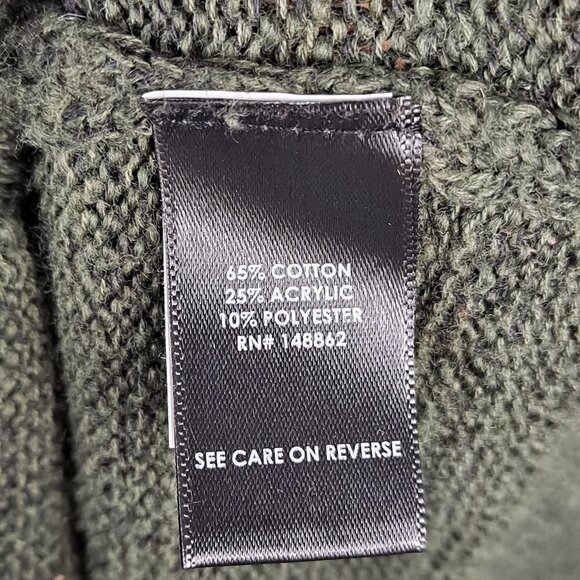 65% COTTON
25% ACRYLIC
10% POLYESTER
RN# 148862
SEE CARE ON REVERSE